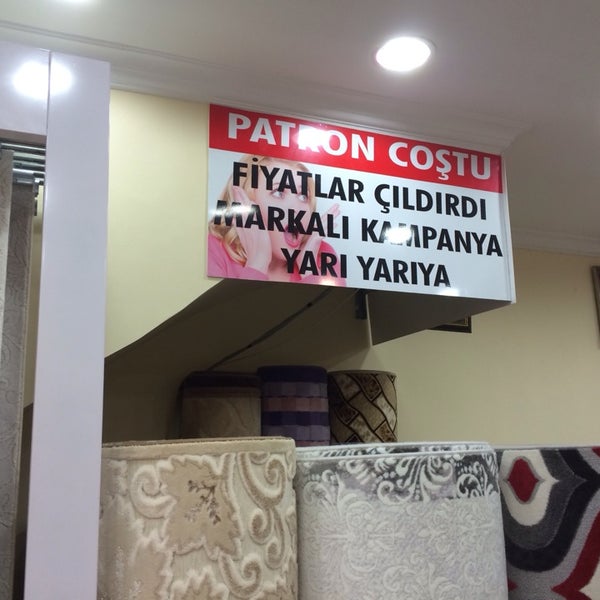 PATRON COŞTU
FİYATLAR ÇILDIRDI
MARKALI KAMPANYA
YARI YARIYA